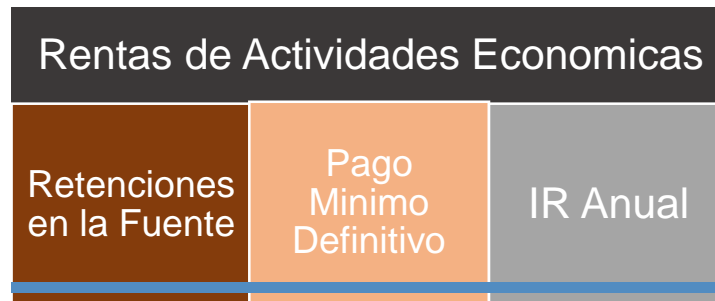 Rentas de Actividades Economicas
Retenciones
en la Fuente
Pago
Minimo
Definitivo
IR Anual